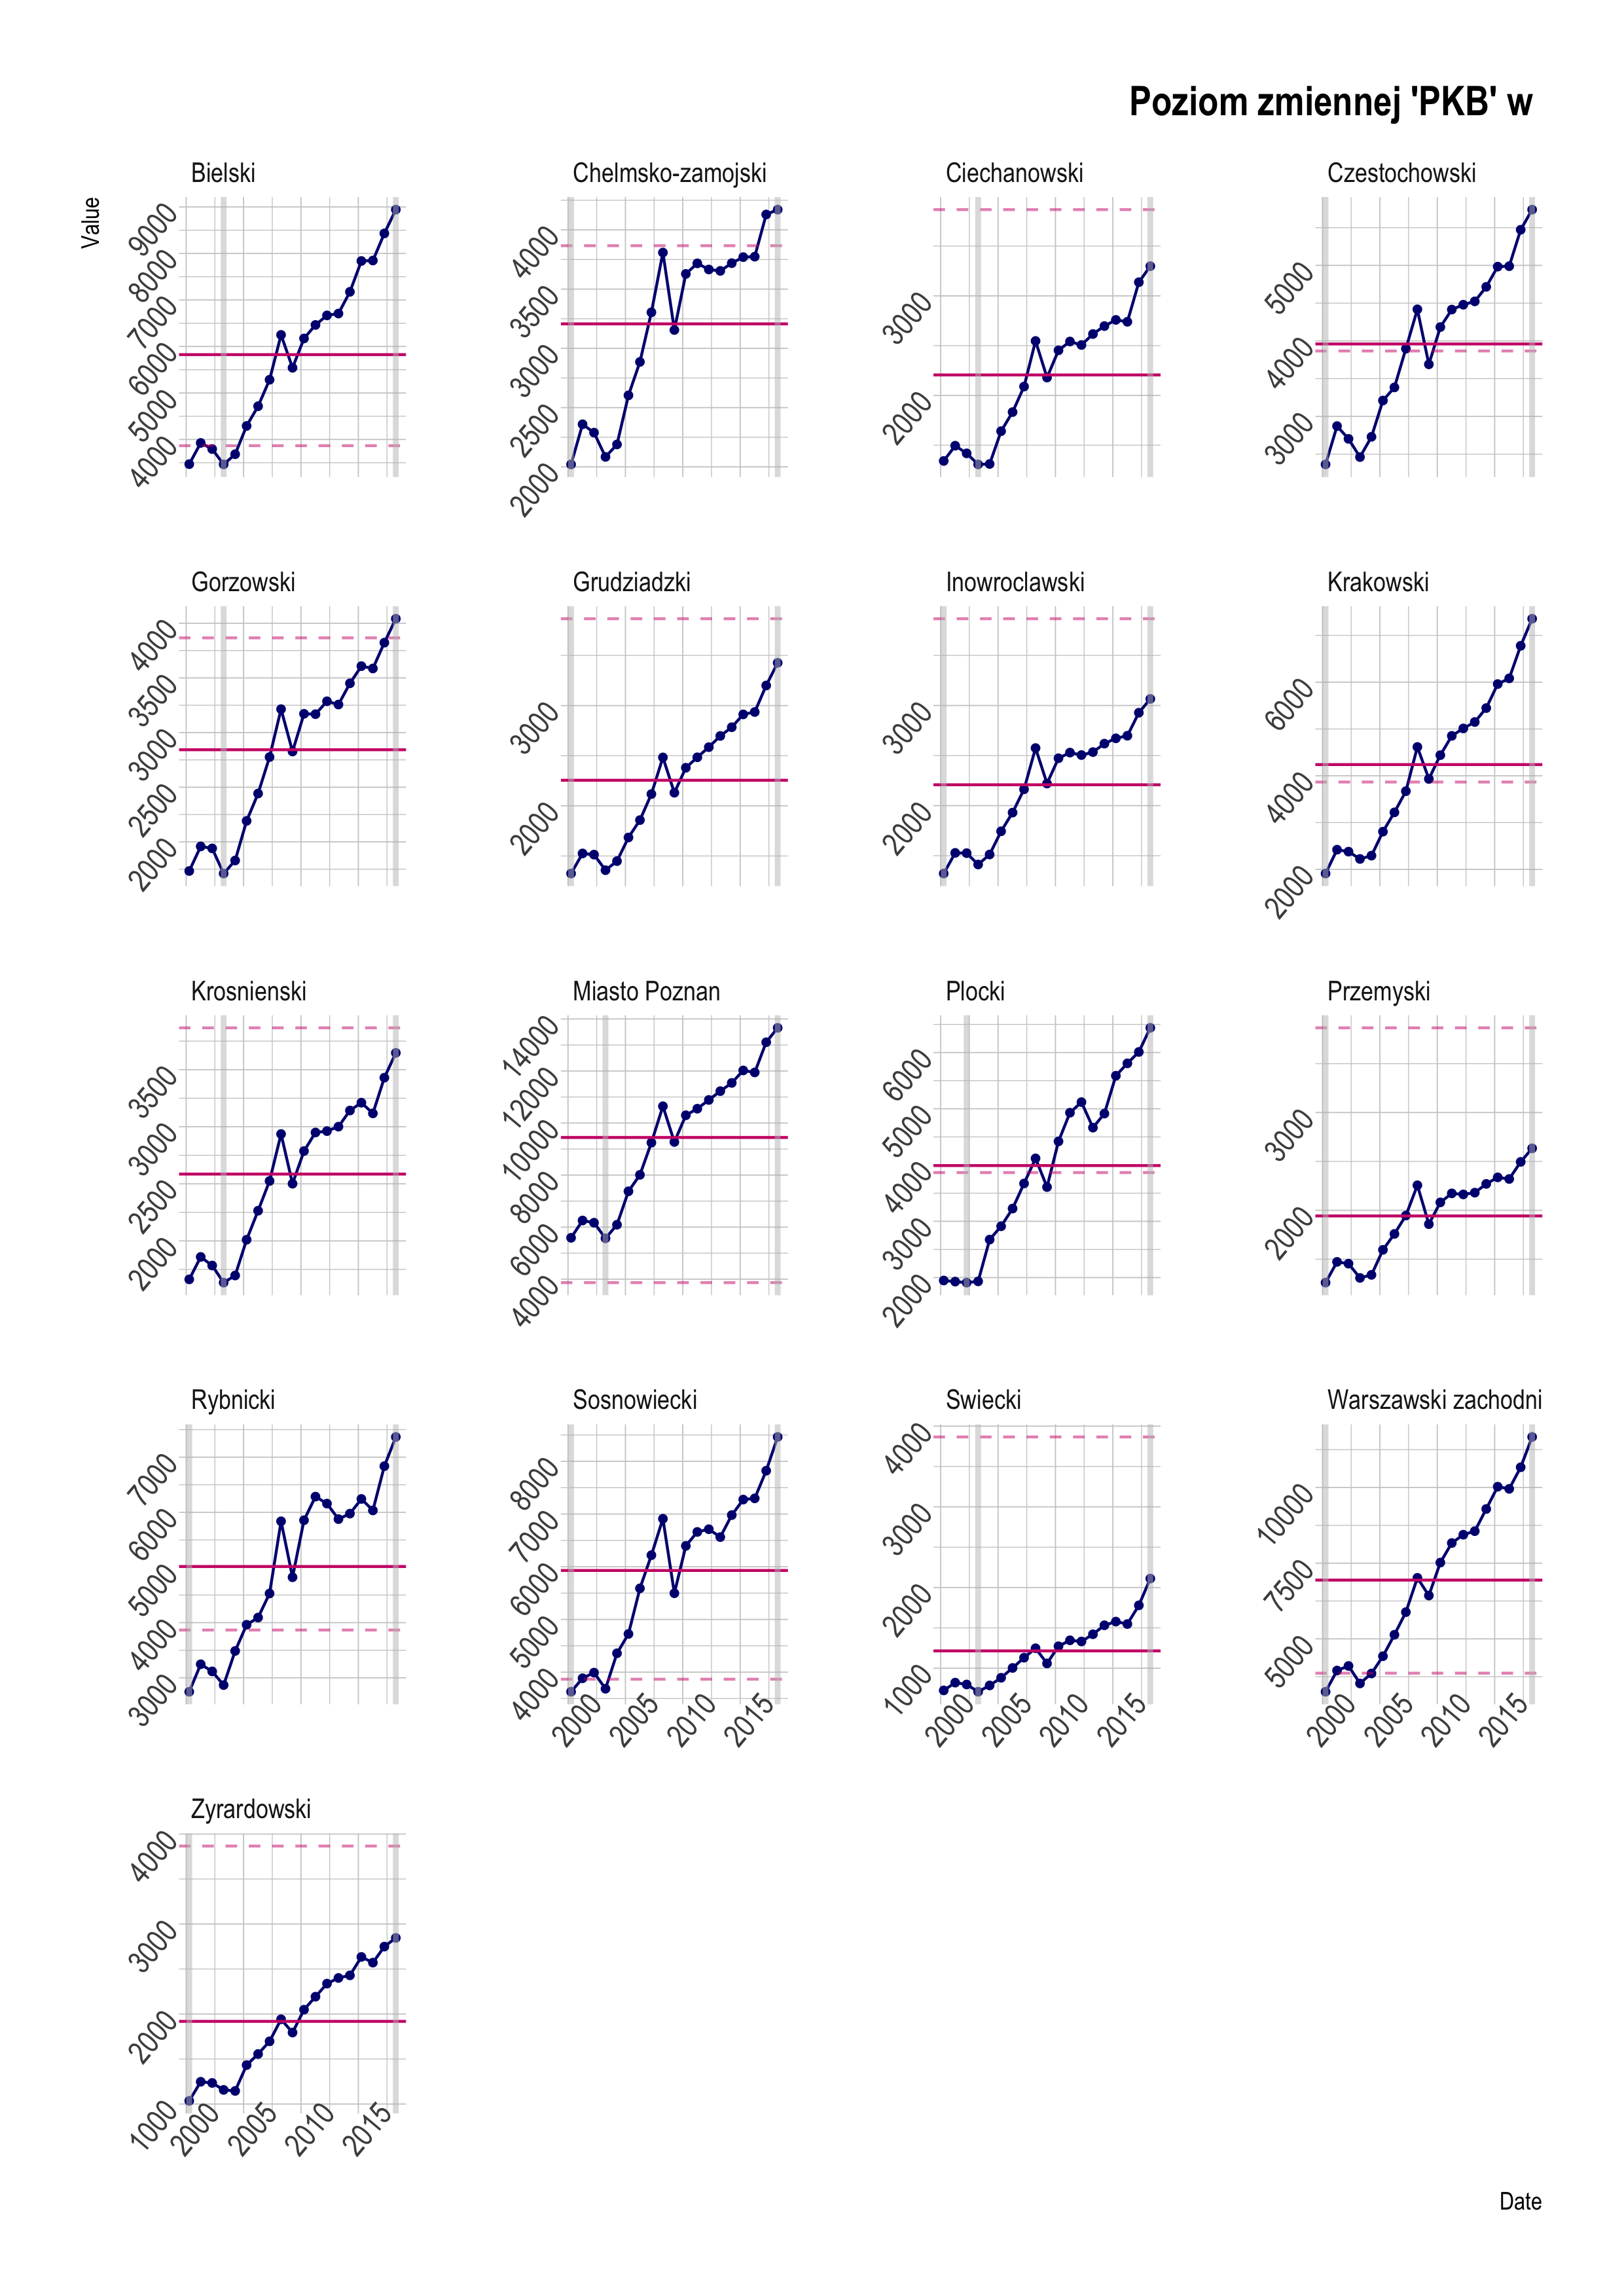 Poziom zmiennej 'PKB' w
Value
Bielski
Chelmsko-zamojski
Ciechanowski
Czestochowski
9000
8000
7000
6000
5000
4000
4000
3500
3000
2500
2000
3000
2000
5000
4000
3000
Gorzowski
Grudziadzki
Inowroclawski
Krakowski
4000
3500
3000
2500
2000
3000
2000
3000
2000
6000
4000
2000
Krosnienski
Miasto Poznan
Plocki
Przemyski
3500
3000
2500
2000
14000
12000
10000
8000
6000
4000
6000
5000
4000
3000
2000
3000
2000
Rybnicki
Sosnowiecki
Swiecki
Warszawski zachodni
7000
6000
5000
4000
3000
8000
7000
6000
5000
4000
4000
3000
2000
1000
10000
7500
5000
2000 2005 2010 2015
2000 2005 2010 2015
2000 2005 2010 2015
Zyrardowski
4000
3000
2000
1000
2000 2005 2010 2015
Date